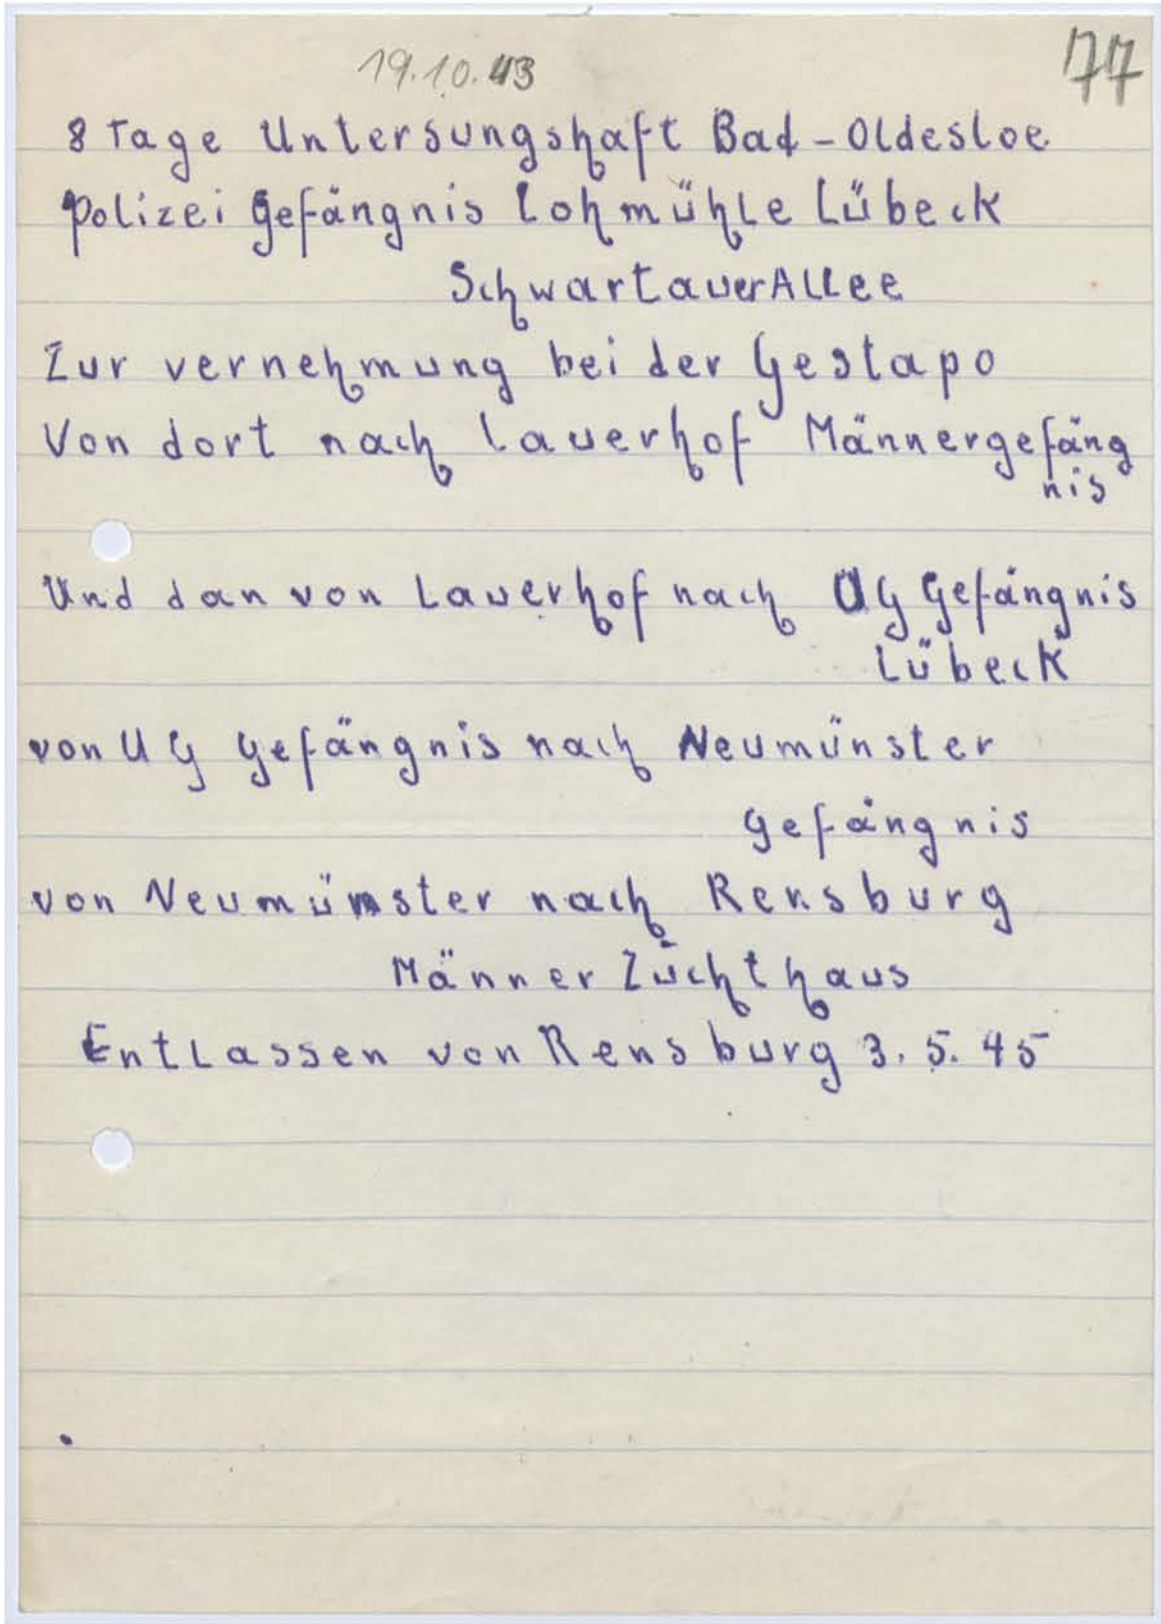 19.10.43
77
8 Tage Untersungshaft Bad-Oldesloe
Polizei Gefängnis Lohmühle Lübeck
Schwartauer Allee
Zur vernehmung bei der Gestapo
Von dort nach Lauerhof Männergefäng
nis
Und dan von Lauerhof nach UG Gefängnis
Lübeck
von UG Gefängnis nach Neumünster
Gefängnis
von Neumünster nach Rensburg
Männer Zuchthaus
Entlassen von Rensburg 3.5.45